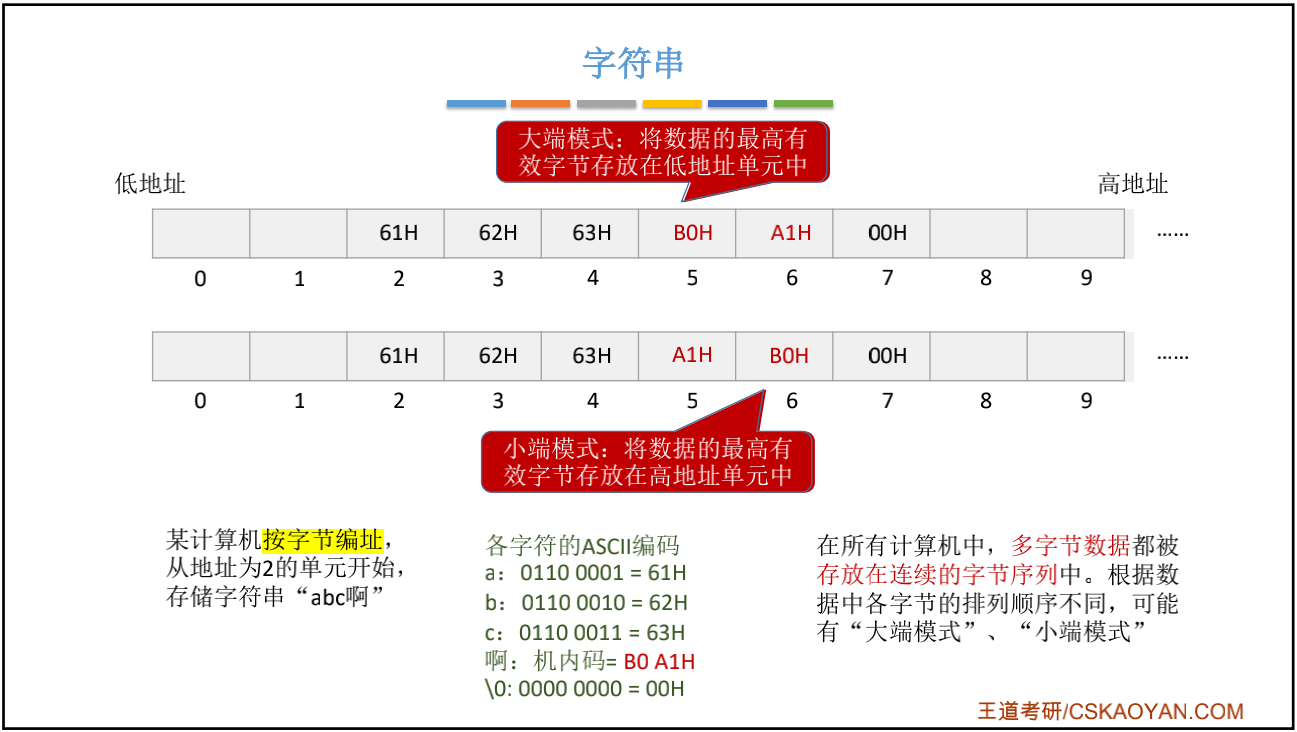 字符串
大端模式：将数据的最高有
效字节存放在低地址单元中
低地址
高地址
61H 62H 63H B0H A1H 00H ……
0 1 2 3 4 5 6 7 8 9
61H 62H 63H A1H B0H 00H ……
0 1 2 3 4 5 6 7 8 9
小端模式：将数据的最高有
效字节存放在高地址单元中
某计算机按字节编址，
从地址为2的单元开始，
存储字符串“abc啊”
各字符的ASCII编码
a：0110 0001 = 61H
b：0110 0010 = 62H
c：0110 0011 = 63H
啊：机内码= B0 A1H
\0: 0000 0000 = 00H
在所有计算机中，多字节数据都被
存放在连续的字节序列中。根据数
据中各字节的排列顺序不同，可能
有“大端模式”、“小端模式”
王道考研/CSKAOYAN.COM